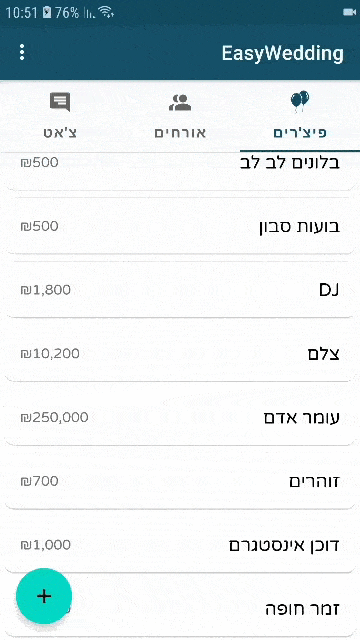 10:51 76%
EasyWedding
פיצ'רים אורחים צ'אט
בלונים לב לב ₪500
בועות סבון ₪500
DJ ₪1,800
צלם ₪10,200
עומר אדם ₪250,000
זוהרים ₪700
דוכן אינסטגרם ₪1,000
זמר חופה
+